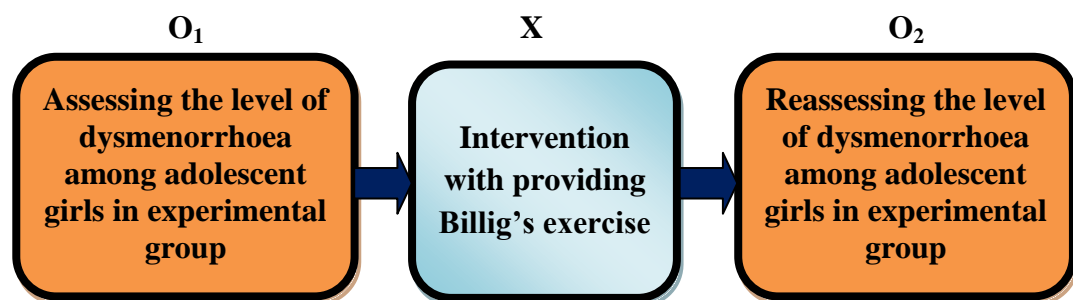 O₁
X
O₂
Assessing the level of
dysmenorrhoea
among adolescent
girls in experimental
group
Intervention
with providing
Billig’s exercise
Reassessing the level
of dysmenorrhoea
among adolescent
girls in experimental
group